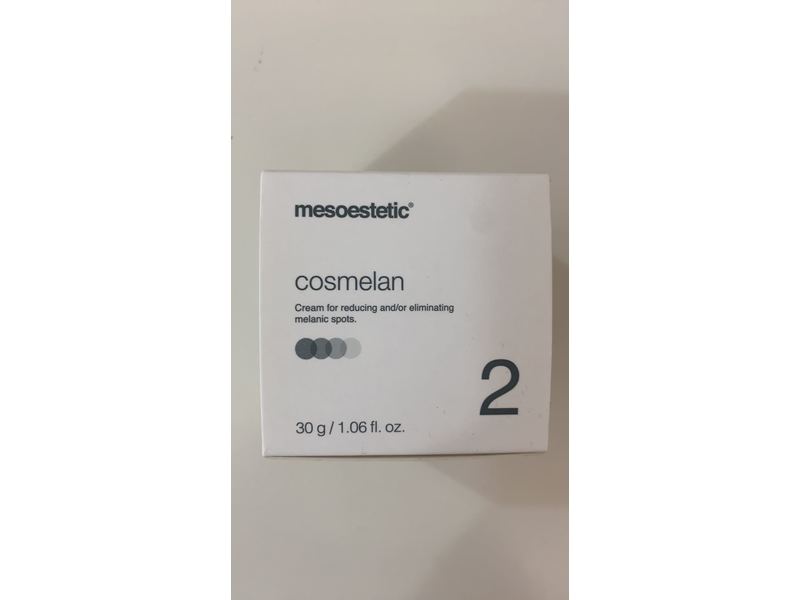 mesoestetic®
cosmelan
Cream for reducing and/or eliminating
melanic spots.
2
30 g / 1.06 fl. oz.